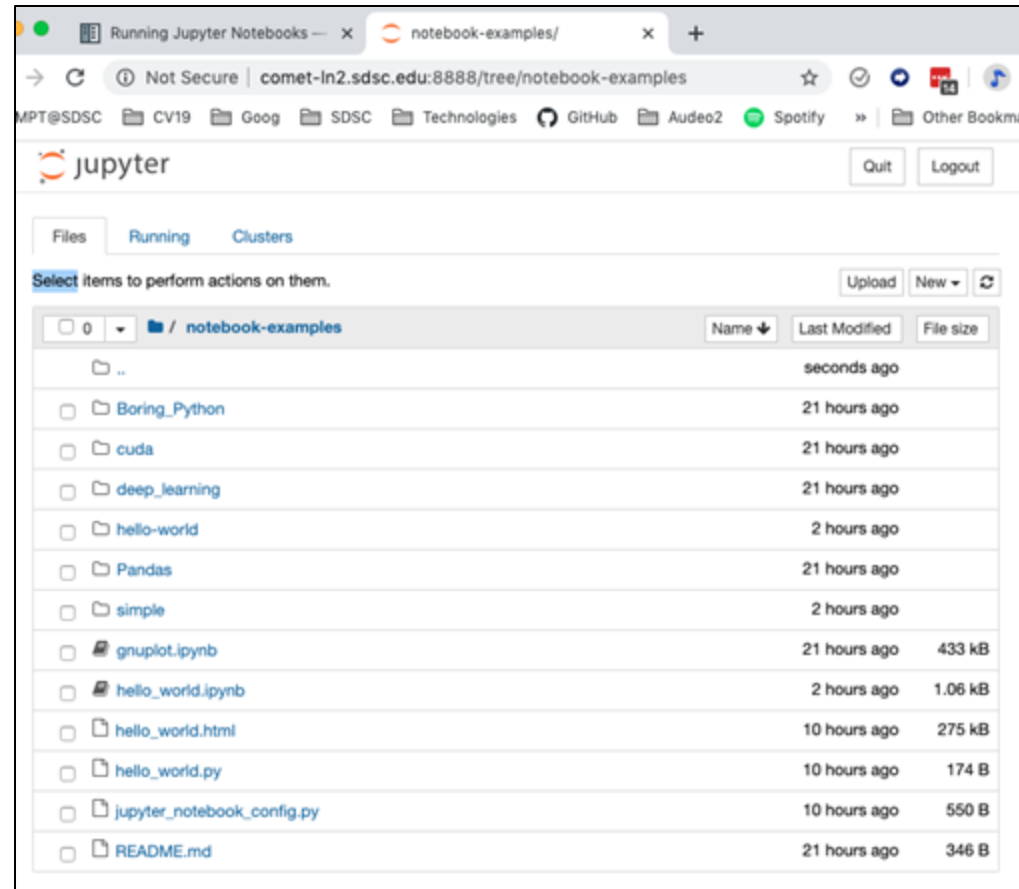 Running Jupyter Notebooks — × notebook-examples/ × +
Not Secure | comet-ln2.sdsc.edu:8888/tree/notebook-examples
MPT@SDSC CV19 Goog SDSC Technologies GitHub Audeo2 Spotify » Other Bookma
14
jupyter Quit Logout
Files Running Clusters
Select items to perform actions on them. Upload New
0 / notebook-examples Name Last Modified File size
.. seconds ago
Boring_Python 21 hours ago
cuda 21 hours ago
deep_learning 21 hours ago
hello-world 2 hours ago
Pandas 21 hours ago
simple 2 hours ago
gnuplot.ipynb 21 hours ago 433 kB
hello_world.ipynb 2 hours ago 1.06 kB
hello_world.html 10 hours ago 275 kB
hello_world.py 10 hours ago 174 B
jupyter_notebook_config.py 10 hours ago 550 B
README.md 21 hours ago 346 B